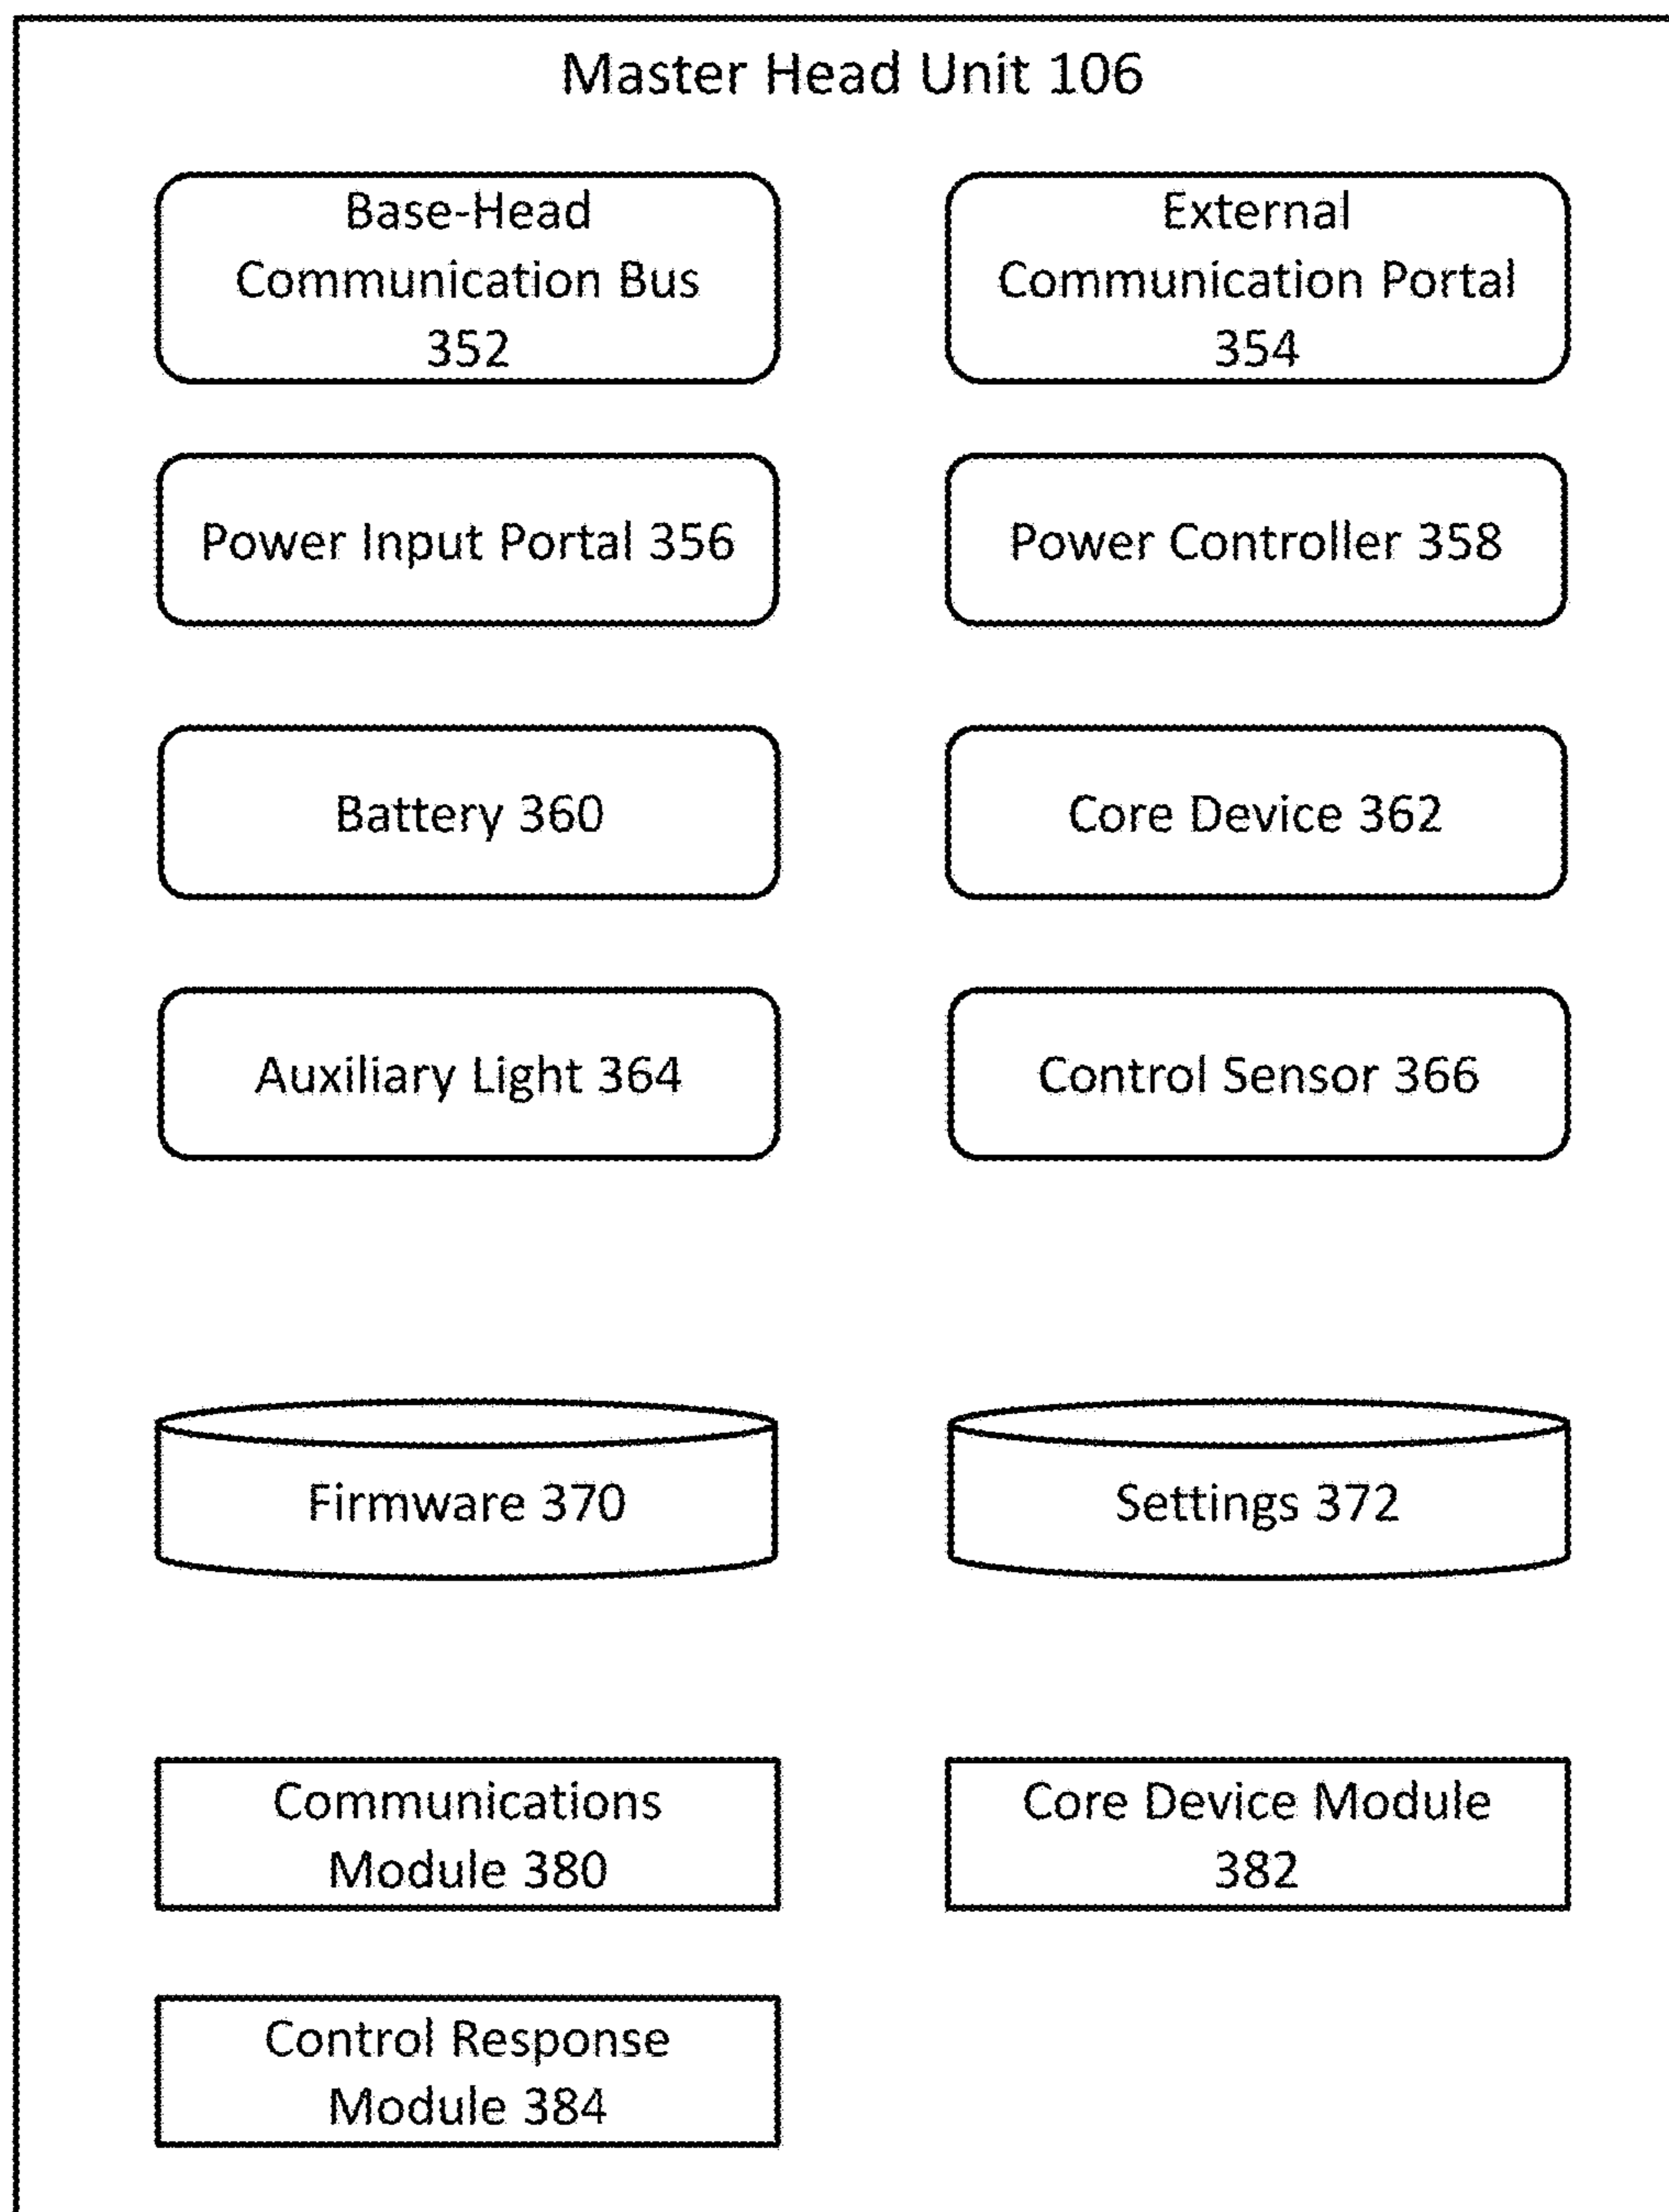 Master Head Unit 106
Base-Head
Communication Bus
352
External
Communication Portal
354
Power Input Portal 356
Power Controller 358
Battery 360
Core Device 362
Auxiliary Light 364
Control Sensor 366
Firmware 370
Settings 372
Communications
Module 380
Core Device Module
382
Control Response
Module 384